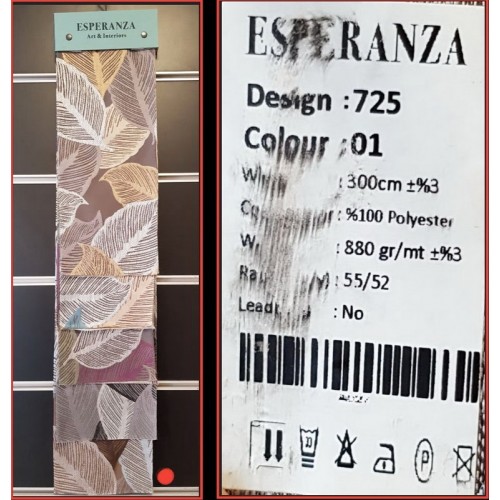 ESPERANZA
Art & Interiors
ESPERANZA
Design : 725
Colour : 01
: 300cm ±%3
: %100 Polyester
: 880 gr/mt ±%3
: 55/52
: No
P